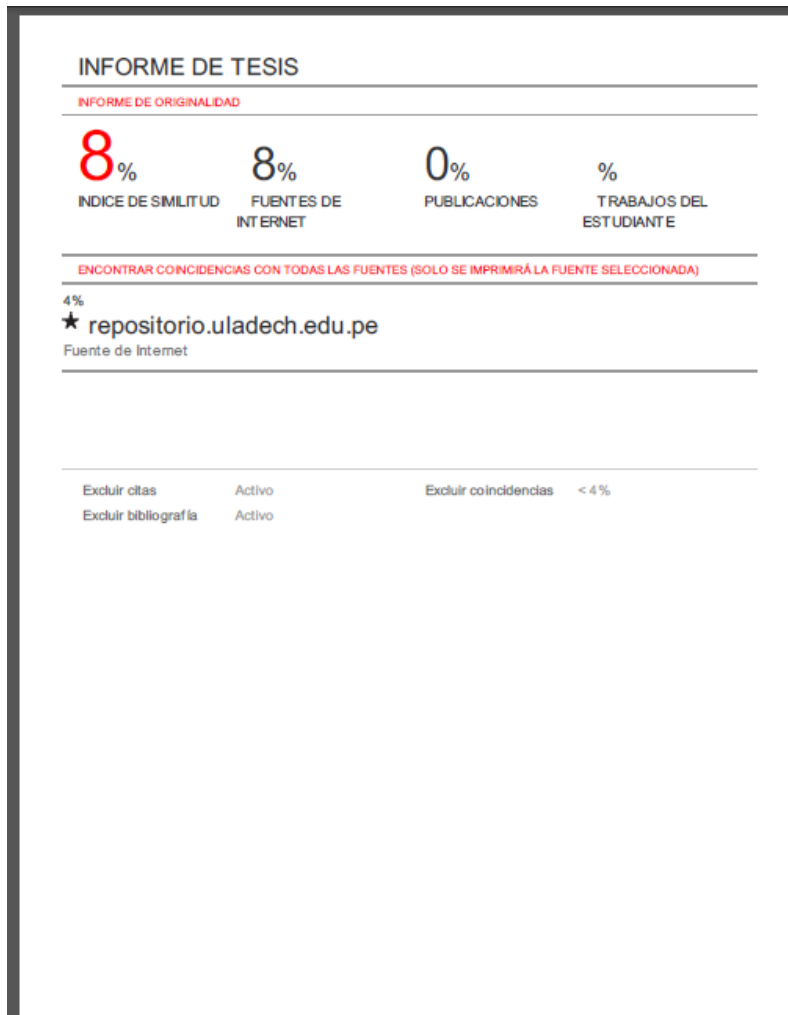 INFORME DE TESIS
INFORME DE ORIGINALIDAD
8% 8% 0% %
INDICE DE SIMILITUD FUENTES DE INTERNET PUBLICACIONES TRABAJOS DEL ESTUDIANTE
ENCONTRAR COINCIDENCIAS CON TODAS LAS FUENTES (SOLO SE IMPRIMIRÁ LA FUENTE SELECCIONADA)
4%
★ repositorio.uladech.edu.pe
Fuente de Internet
Excluir citas Activo Excluir coincidencias < 4%
Excluir bibliografía Activo